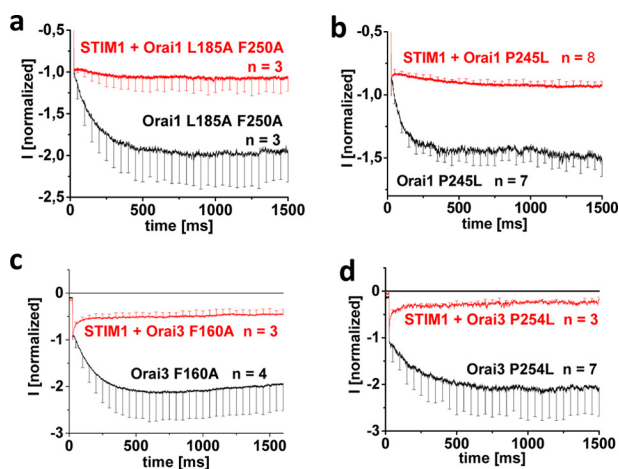 a
STIM1 + Orai1 L185A F250A
n = 3
Orai1 L185A F250A
n = 3
I [normalized]
-0.5
-1.0
-1.5
-2.0
-2.5
0
500
1000
1500
time [ms]
b
STIM1 + Orai1 P245L n = 8
Orai1 P245L n = 7
I [normalized]
-0,5
-1,0
-1,5
0
500
1000
1500
time [ms]
c
STIM1 + Orai3 F160A n = 3
Orai3 F160A n = 4
I [normalized]
0
-1
-2
-3
0
500
1000
1500
time [ms]
d
STIM1 + Orai3 P254L n = 3
Orai3 P254L n = 7
I [normalized]
0
-1
-2
-3
0
500
1000
1500
time [ms]